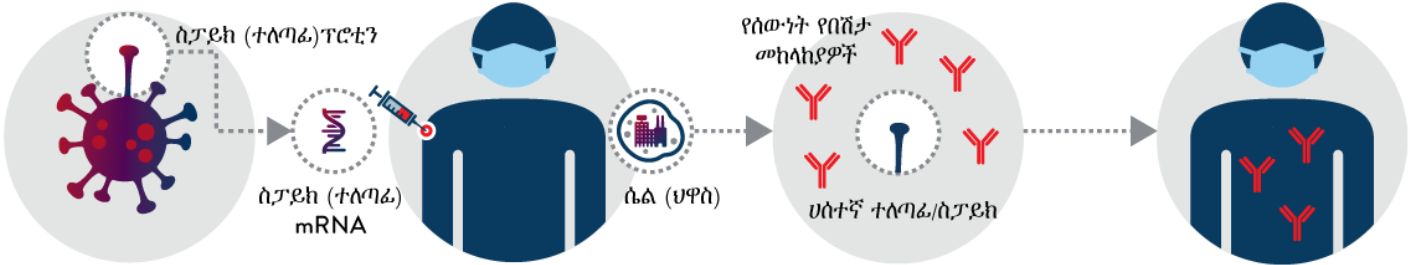 ስፓይክ (ተለጣፊ)ፕሮቲን
ስፓይክ (ተለጣፊ)
mRNA
ሴል (ህዋስ)
የሰውነት የበሽታ
መከላከያዎች
ሀሰተኛ ተለጣፊ/ስፓይክ